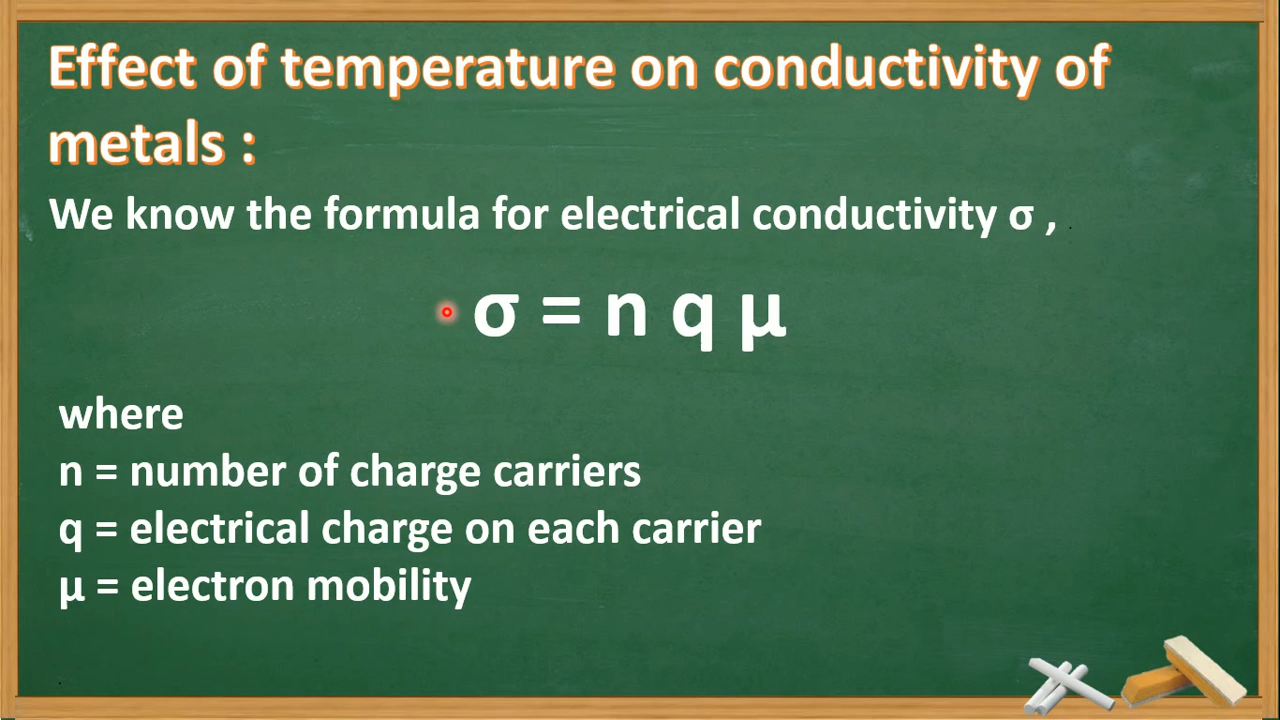 Effect of temperature on conductivity of
metals :
We know the formula for electrical conductivity σ ,
σ = n q μ
where
n = number of charge carriers
q = electrical charge on each carrier
μ = electron mobility